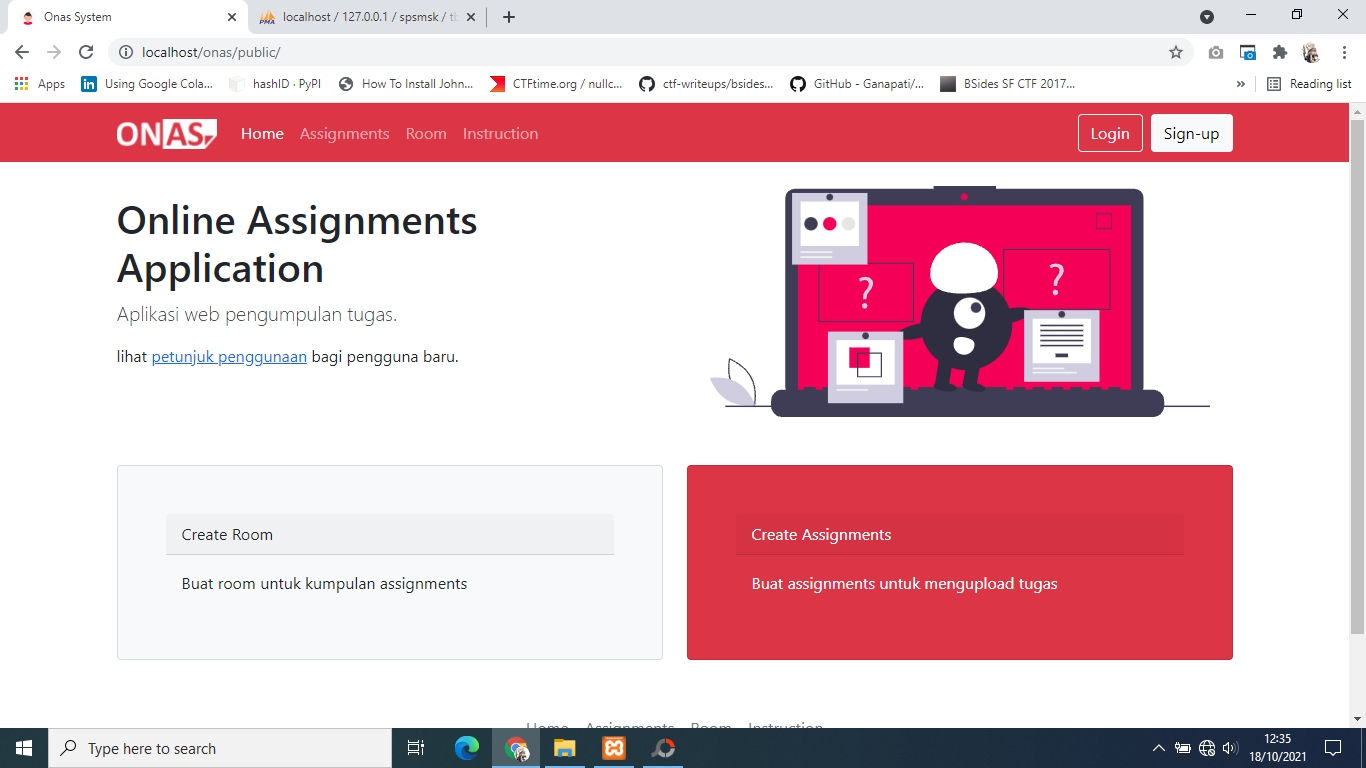 Onas System
PMA
localhost / 127.0.0.1 / spsmsk / tb
localhost/onas/public/
Apps
Using Google Cola...
hashID · PyPI
How To Install John...
CTFtime.org / nullc...
ctf-writeups/bsides...
GitHub - Ganapati/...
BSides SF CTF 2017...
»
Reading list
ONAS
Home
Assignments
Room
Instruction
Login
Sign-up
Online Assignments
Application
Aplikasi web pengumpulan tugas.
lihat petunjuk penggunaan bagi pengguna baru.
?
?
Create Room
Buat room untuk kumpulan assignments
Create Assignments
Buat assignments untuk mengupload tugas
Home Assignments Room Instruction
Type here to search
12:35
18/10/2021